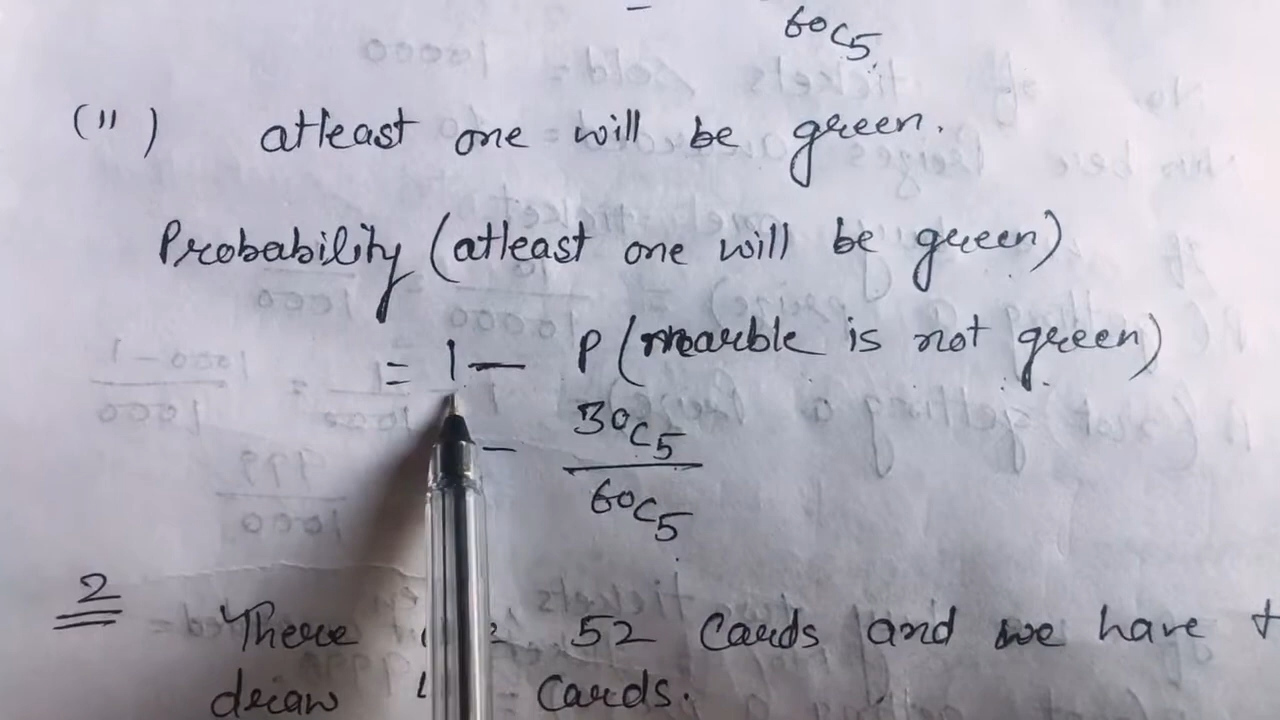 60C5
(ii) atleast one will be green.
Probability (atleast one will be green)
= 1 - P (marble is not green)
- 30C5
60C5
2 There 52 Cards and we have
draw Cards.